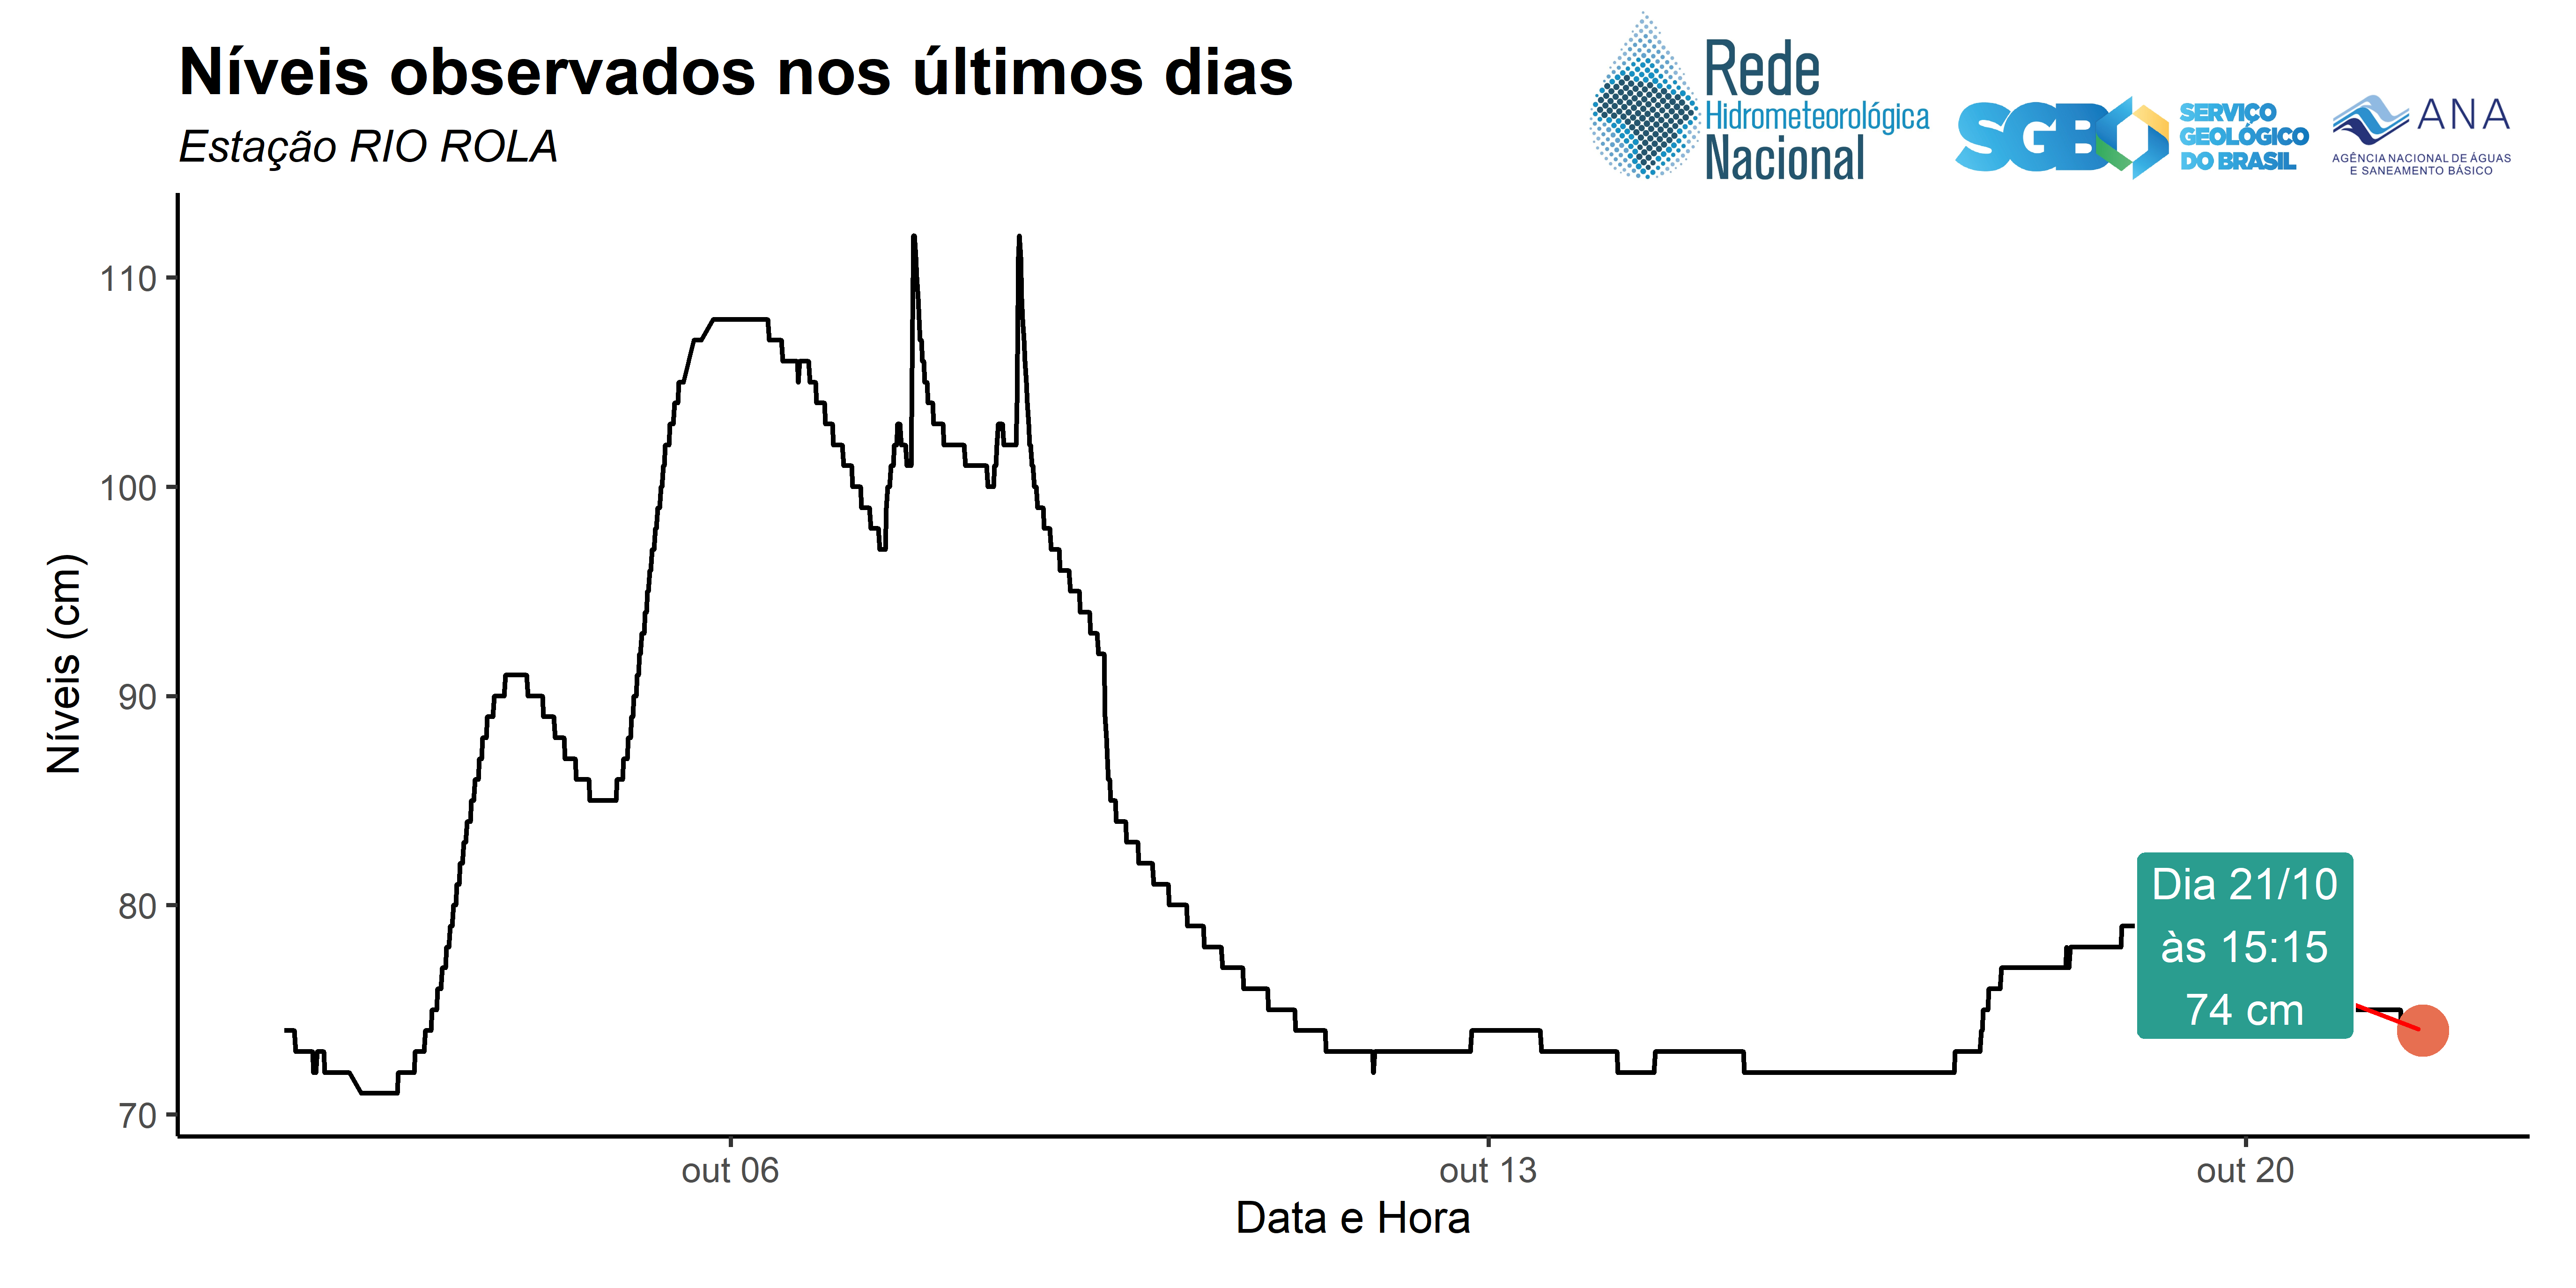 Níveis observados nos últimos dias
Estação RIO ROLA
Rede
Hidrometeorológica
Nacional
SGB
SERVIÇO
GEOLÓGICO
DO BRASIL
ANA
AGÊNCIA NACIONAL DE ÁGUAS
E SANEAMENTO BÁSICO
Níveis (cm)
110
100
90
80
70
Dia 21/10
às 15:15
74 cm
out 06
out 13
out 20
Data e Hora